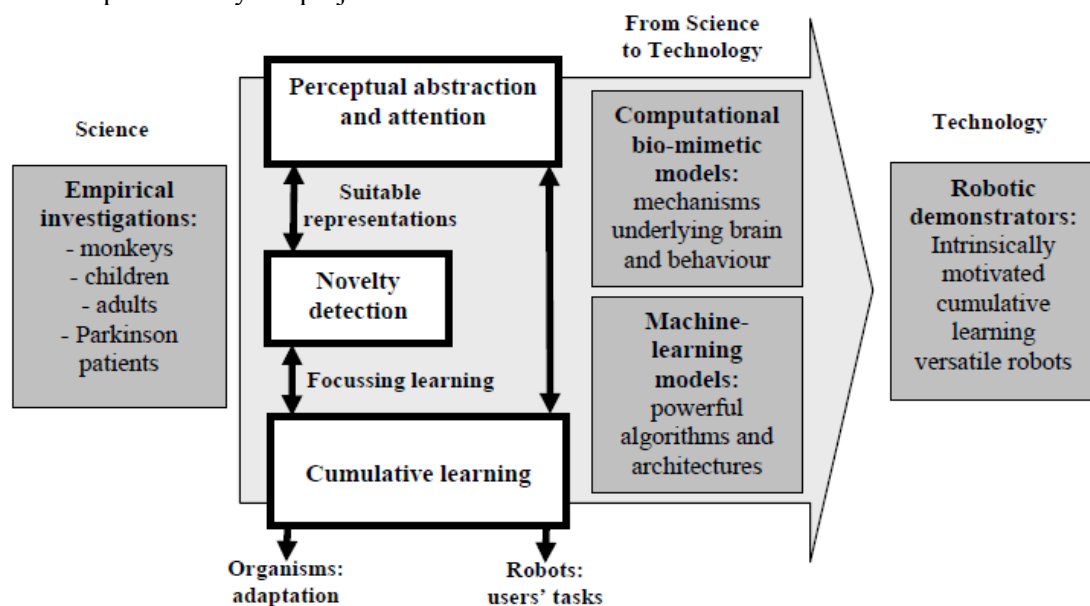 From Science
to Technology
Perceptual abstraction
and attention
Science
Empirical
investigations:
- monkeys
- children
- adults
- Parkinson
patients
Suitable
representations
Novelty
detection
Focussing learning
Cumulative learning
Organisms:
adaptation
Robots:
users' tasks
Computational
bio-mimetic
models:
mechanisms
underlying brain
and behaviour
Machine-
learning
models:
powerful
algorithms and
architectures
Technology
Robotic
demonstrators:
Intrinsically
motivated
cumulative
learning
versatile robots